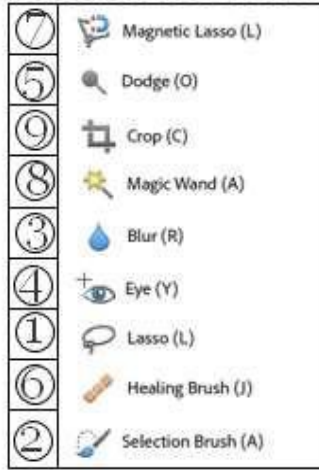 ⑦ Magnetic Lasso (L)
⑤ Dodge (O)
⑨ Crop (C)
⑧ Magic Wand (A)
③ Blur (R)
④ Eye (Y)
① Lasso (L)
⑥ Healing Brush (J)
② Selection Brush (A)